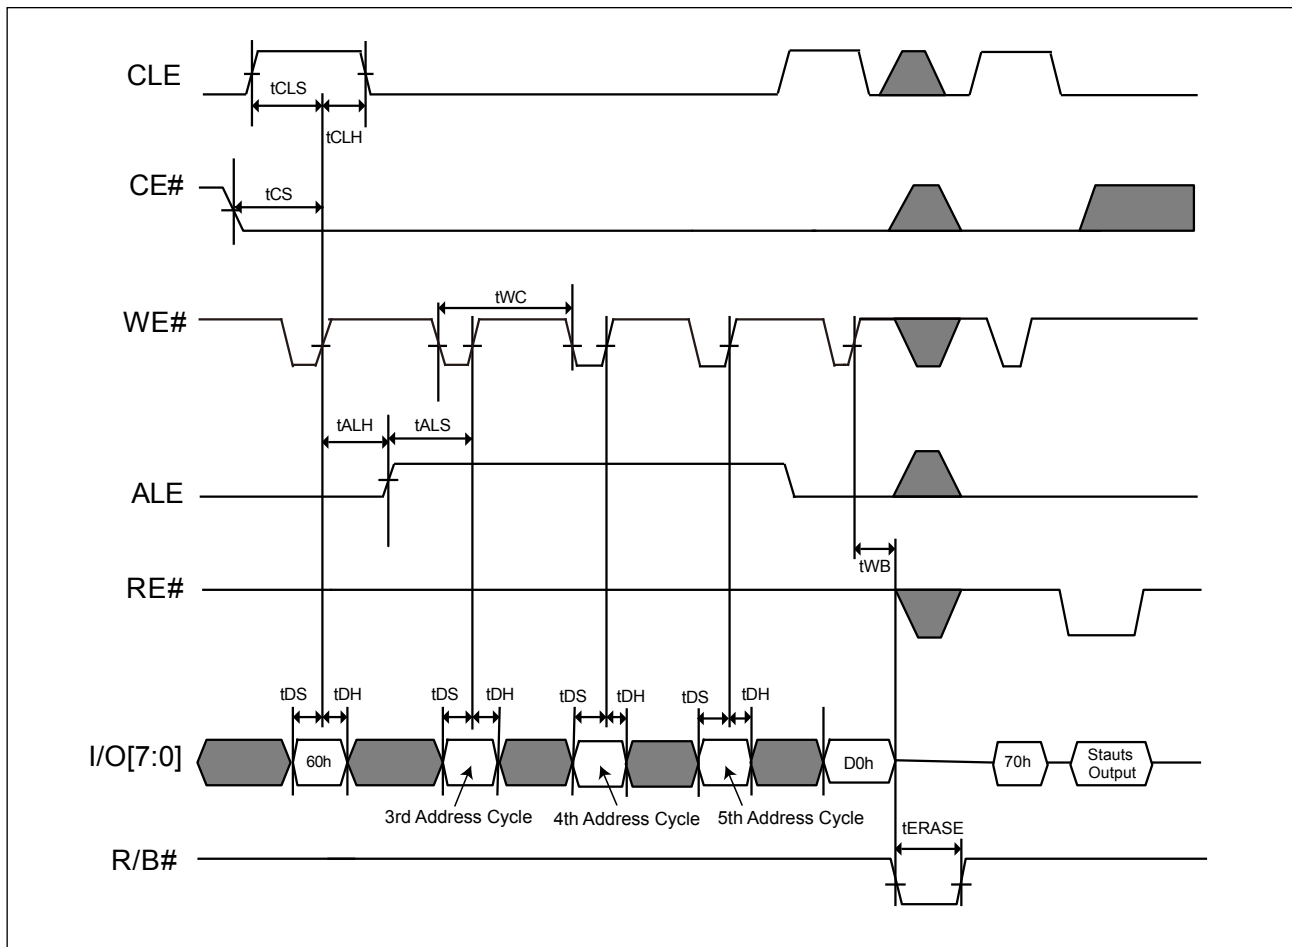 CLE
tCLS
tCLH
CE#
tCS
WE#
tWC
tALH
tALS
ALE
tWB
RE#
tDS
tDH
tDS
tDH
tDS
tDH
tDS
tDH
I/O[7:0]
60h
D0h
70h
Stauts
Output
3rd Address Cycle
4th Address Cycle
5th Address Cycle
tERASE
R/B#